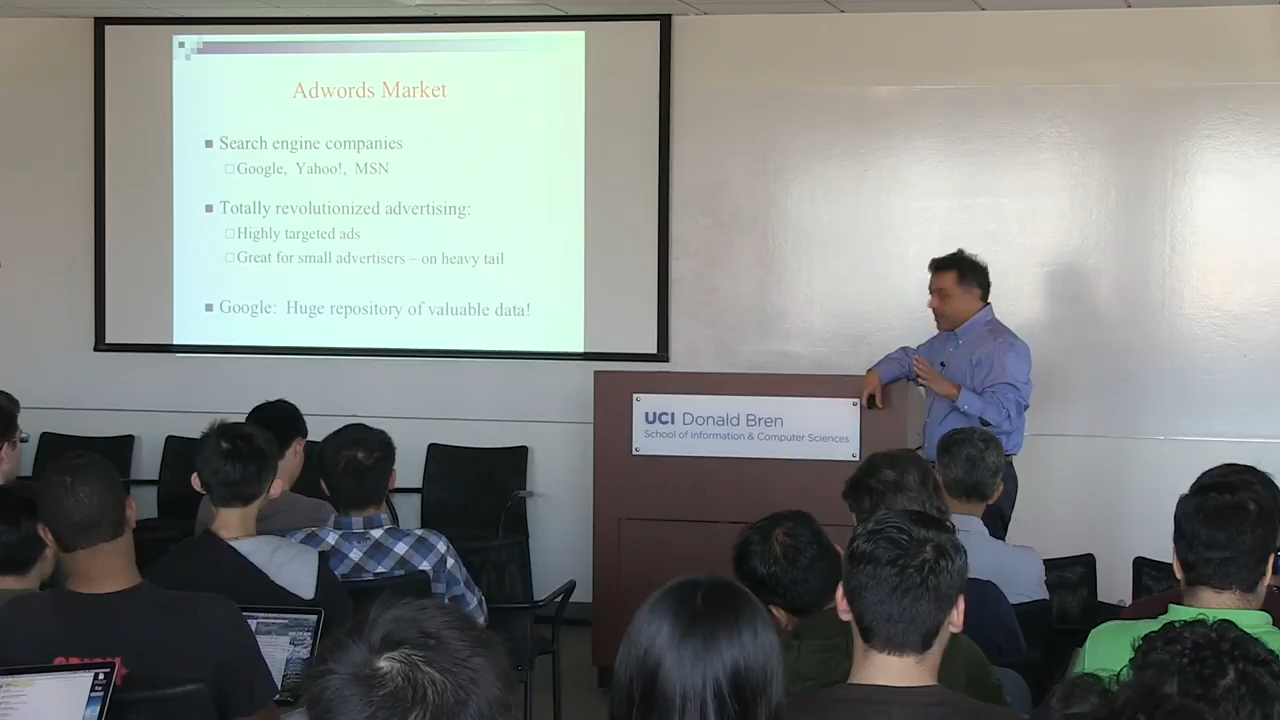 Adwords Market
Search engine companies
Google, Yahoo!, MSN
Totally revolutionized advertising:
Highly targeted ads
Great for small advertisers – on heavy tail
Google: Huge repository of valuable data!
UCI Donald Bren
School of Information & Computer Sciences